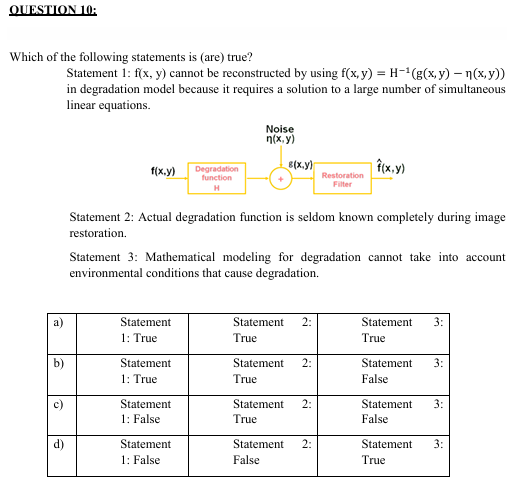 QUESTION 10:
Which of the following statements is (are) true?
Statement 1: f(x, y) cannot be reconstructed by using f(x, y) = H⁻¹(g(x, y) − η(x, y))
in degradation model because it requires a solution to a large number of simultaneous
linear equations.
Noise
η(x,y)
f(x,y)
Degradation
function
H
+
g(x,y)
Restoration
Filter
f̂(x,y)
Statement 2: Actual degradation function is seldom known completely during image
restoration.
Statement 3: Mathematical modeling for degradation cannot take into account
environmental conditions that cause degradation.
a) Statement Statement 2: Statement 3:
1: True True True
b) Statement Statement 2: Statement 3:
1: True True False
c) Statement Statement 2: Statement 3:
1: False True False
d) Statement Statement 2: Statement 3:
1: False False True